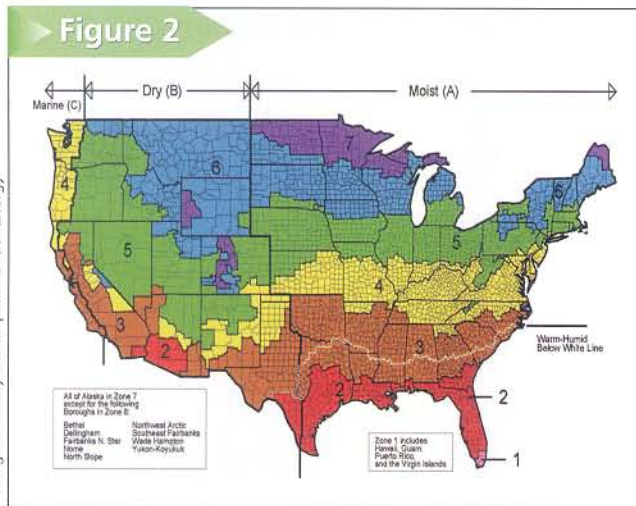 Figure 2
Marine (C)
Dry (B)
Moist (A)
4
6
7
6
5
5
4
3
3
2
2
Warm-Humid
Below White Line
2
1
All of Alaska in Zone 7
except for the following
Boroughs in Zone 8:
Bethel Northwest Arctic
Dellingham Southeast Fairbanks
Fairbanks N. Star Wade Hampton
Nome Yukon-Koyukuk
North Slope
Zone 1 includes
Hawaii, Guam,
Puerto Rico,
and the Virgin Islands